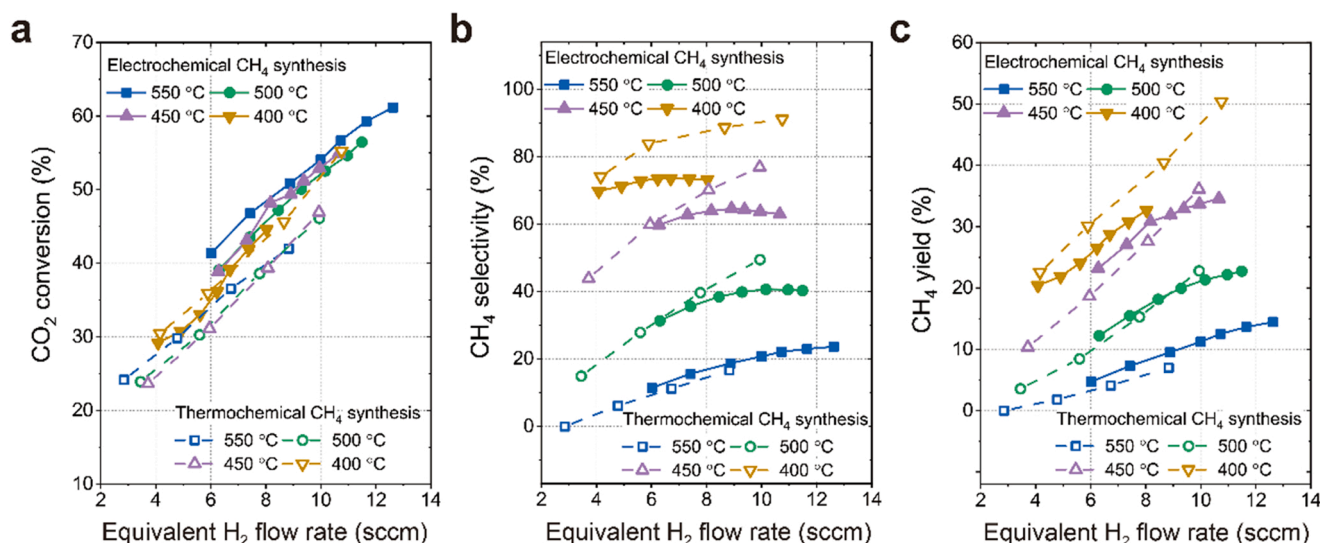 a
70
60
50
40
30
20
10
CO₂ conversion (%)
Electrochemical CH₄ synthesis
550 °C 500 °C
450 °C 400 °C
Thermochemical CH₄ synthesis
550 °C 500 °C
450 °C 400 °C
2 4 6 8 10 12 14
Equivalent H₂ flow rate (sccm)
b
100
80
60
40
20
0
CH₄ selectivity (%)
Electrochemical CH₄ synthesis
550 °C 500 °C
450 °C 400 °C
Thermochemical CH₄ synthesis
550 °C 500 °C
450 °C 400 °C
2 4 6 8 10 12 14
Equivalent H₂ flow rate (sccm)
c
60
50
40
30
20
10
0
CH₄ yield (%)
Electrochemical CH₄ synthesis
550 °C 500 °C
450 °C 400 °C
Thermochemical CH₄ synthesis
550 °C 500 °C
450 °C 400 °C
2 4 6 8 10 12 14
Equivalent H₂ flow rate (sccm)